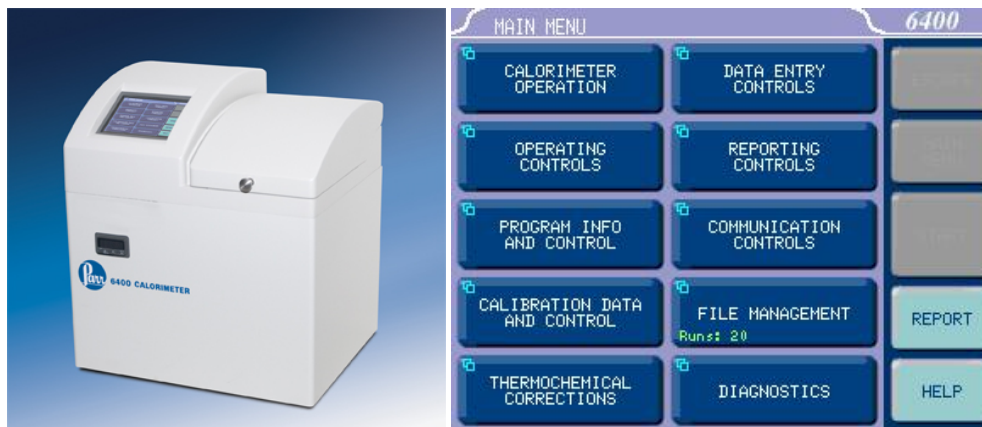 Parr
6400 CALORIMETER
MAIN MENU
6400
CALORIMETER
OPERATION
DATA ENTRY
CONTROLS
OPERATING
CONTROLS
REPORTING
CONTROLS
PROGRAM INFO
AND CONTROL
COMMUNICATION
CONTROLS
START
CALIBRATION DATA
AND CONTROL
FILE MANAGEMENT
Runs: 20
REPORT
THERMOCHEMICAL
CORRECTIONS
DIAGNOSTICS
HELP